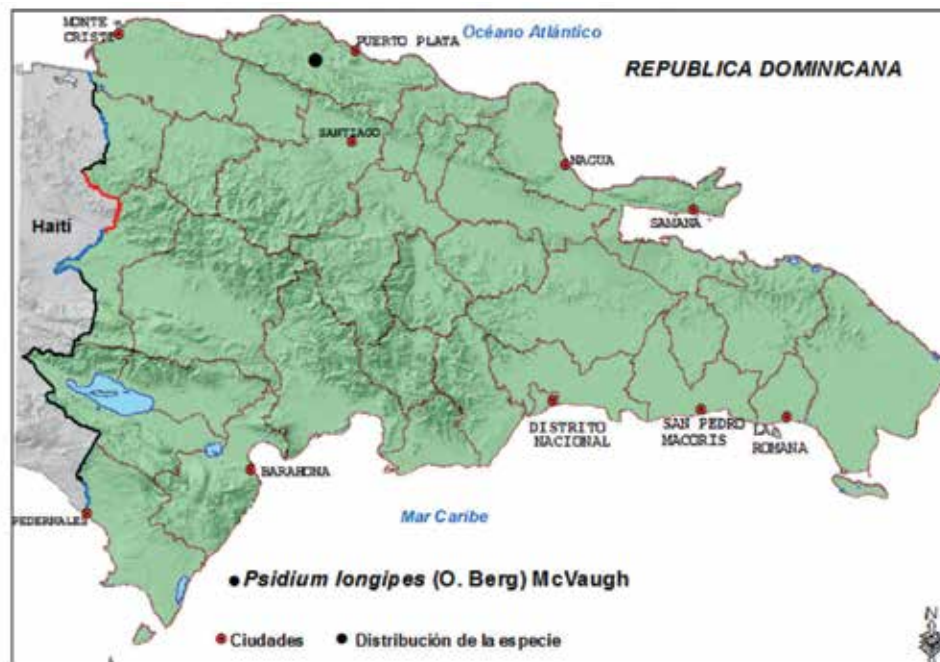 MONTE
CRISTI
PUERTO PLATA
Océano Atlántico
REPUBLICA DOMINICANA
SANTIAGO
NAGUA
SAMANA
Haití
DISTRITO
NACIONAL
SAN PEDRO
MACORIS
LA
ROMANA
BARAHONA
PEDERNALES
Mar Caribe
• Psidium longipes (O. Berg) McVaugh
Ciudades
Distribución de la especie
N